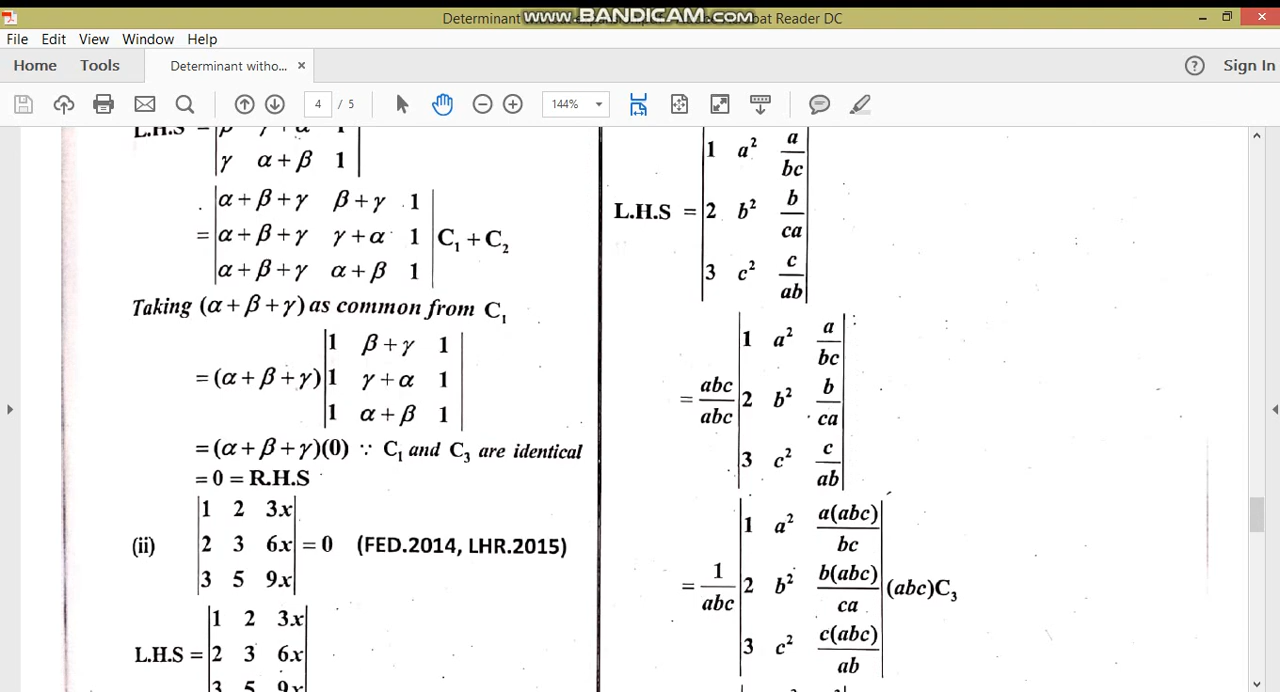 Determinant
www.BANDICAM.com
bat Reader DC
File Edit View Window Help
Home Tools Determinant witho... × ? Sign In
4 / 5 144%
L.H.S = |β γ + α 1|
|γ α + β 1|
= |α + β + γ β + γ 1|
|α + β + γ γ + α 1| C₁ + C₂
|α + β + γ α + β 1|
Taking (α + β + γ) as common from C₁
|1 β + γ 1|
= (α + β + γ) |1 γ + α 1|
|1 α + β 1|
= (α + β + γ)(0) ∵ C₁ and C₃ are identical
= 0 = R.H.S
|1 2 3x|
(ii) |2 3 6x| = 0 (FED.2014, LHR.2015)
|3 5 9x|
|1 2 3x|
L.H.S = |2 3 6x|
|3 5 9x|
|1 a² a/bc|
L.H.S = |2 b² b/ca|
|3 c² c/ab|
|1 a² a/bc|
= abc/abc |2 b² b/ca|
|3 c² c/ab|
|1 a² a(abc)/bc|
= 1/abc |2 b² b(abc)/ca| (abc)C₃
|3 c² c(abc)/ab|